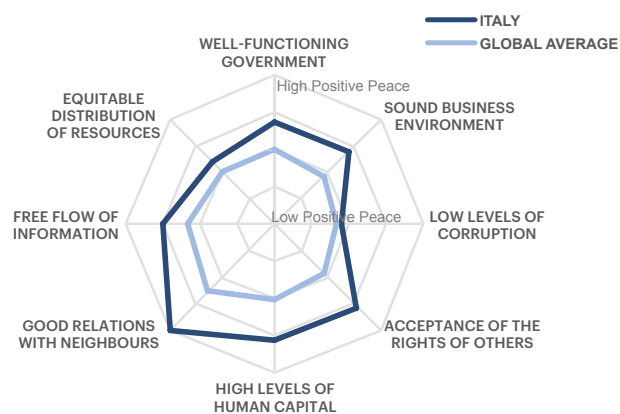 ITALY
GLOBAL AVERAGE
WELL-FUNCTIONING
GOVERNMENT
High Positive Peace
SOUND BUSINESS
ENVIRONMENT
EQUITABLE
DISTRIBUTION
OF RESOURCES
FREE FLOW OF
INFORMATION
Low Positive Peace
LOW LEVELS OF
CORRUPTION
GOOD RELATIONS
WITH NEIGHBOURS
ACCEPTANCE OF THE
RIGHTS OF OTHERS
HIGH LEVELS OF
HUMAN CAPITAL